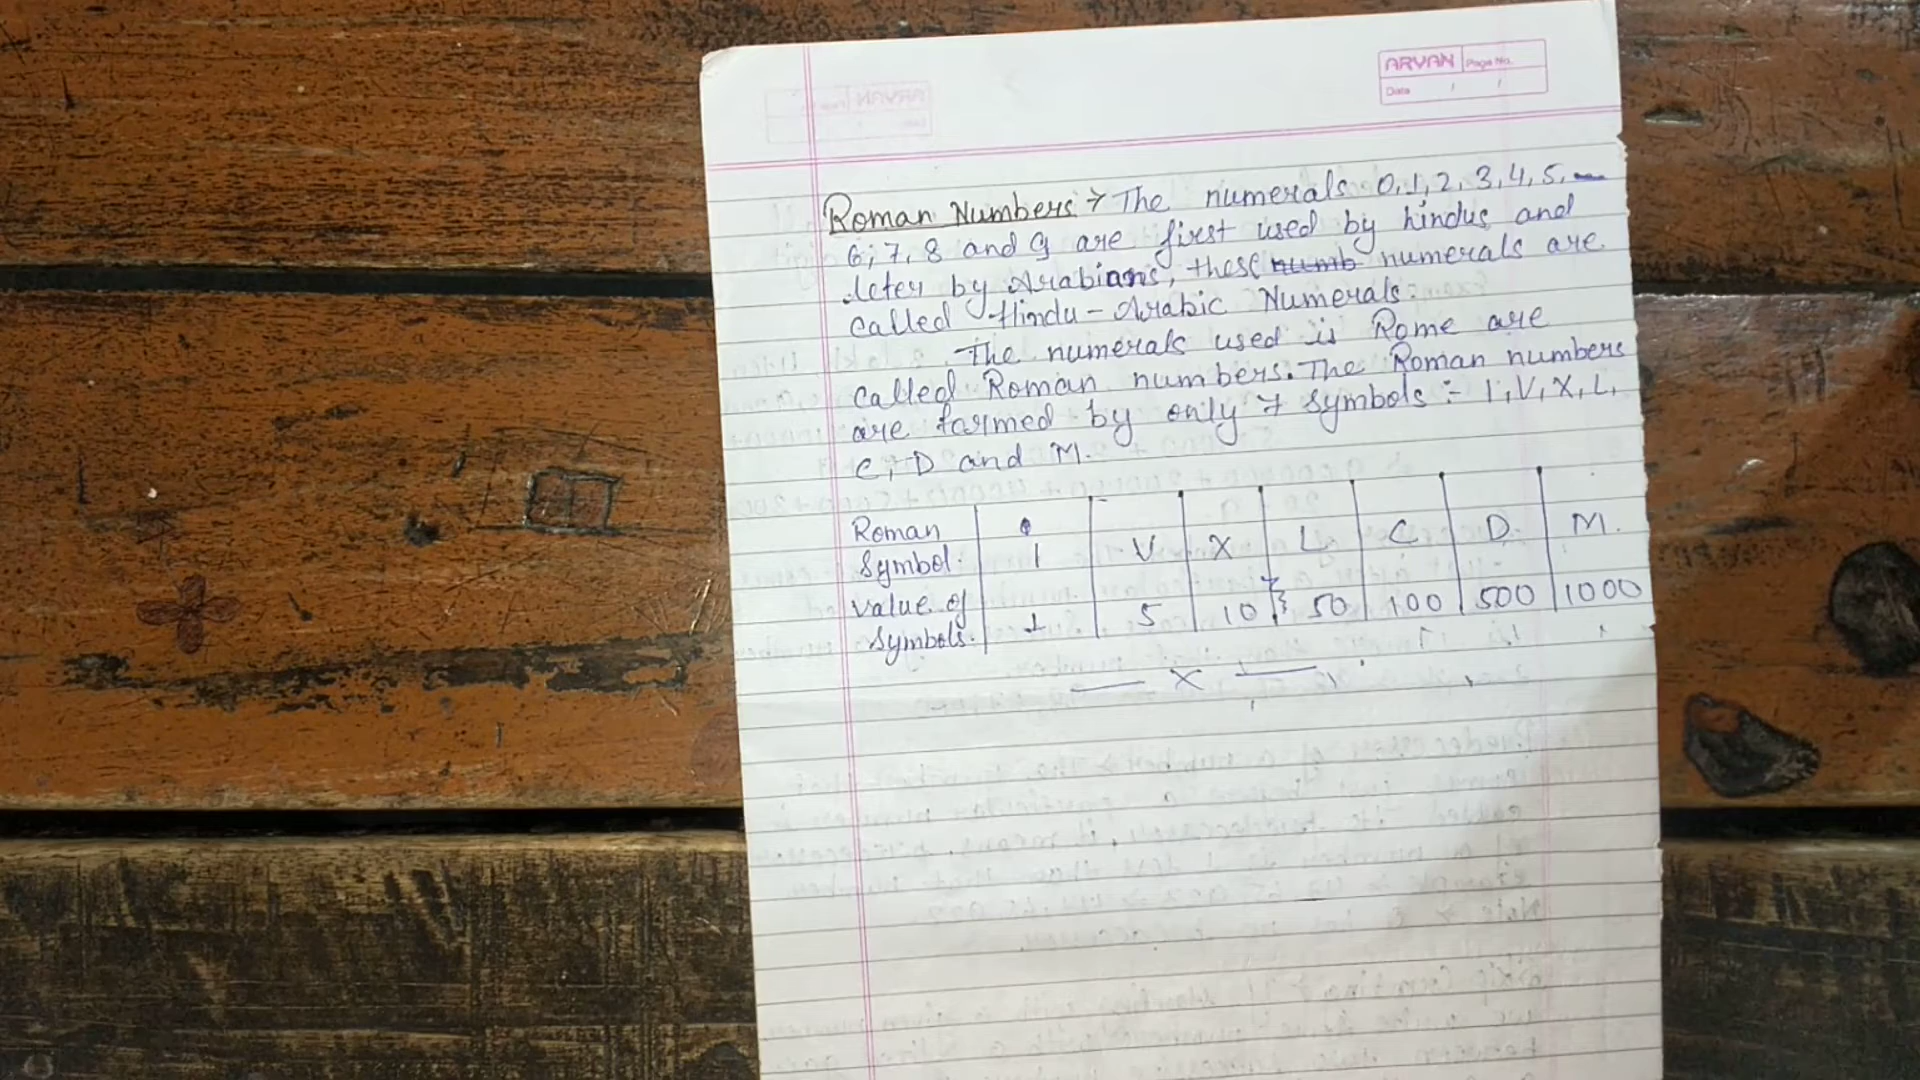 ARVAN Page No.
Date / /
Roman Numbers → The numerals 0, 1, 2, 3, 4, 5,
6, 7, 8 and 9 are first used by hindus and
leter by Arabians, these numb numerals are
called Hindu - Arabic Numerals.
The numerals used is Rome are
called Roman numbers. The Roman numbers
are formed by only 7 symbols :- I, V, X, L,
C, D and M.
Roman Symbol. I V X L C D. M.
Value of Symbols. 1 5 10 50 100 500 1000
— X —